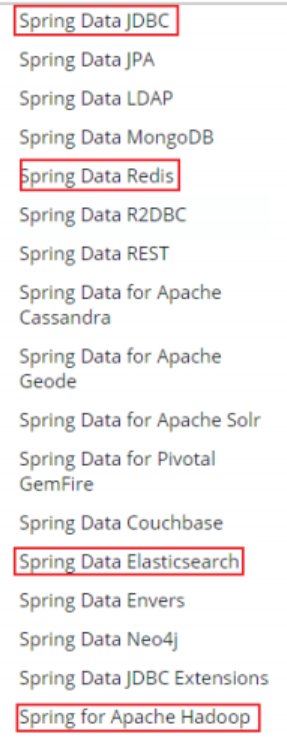 Spring Data JDBC
Spring Data JPA
Spring Data LDAP
Spring Data MongoDB
Spring Data Redis
Spring Data R2DBC
Spring Data REST
Spring Data for Apache
Cassandra
Spring Data for Apache
Geode
Spring Data for Apache Solr
Spring Data for Pivotal
GemFire
Spring Data Couchbase
Spring Data Elasticsearch
Spring Data Envers
Spring Data Neo4j
Spring Data JDBC Extensions
Spring for Apache Hadoop